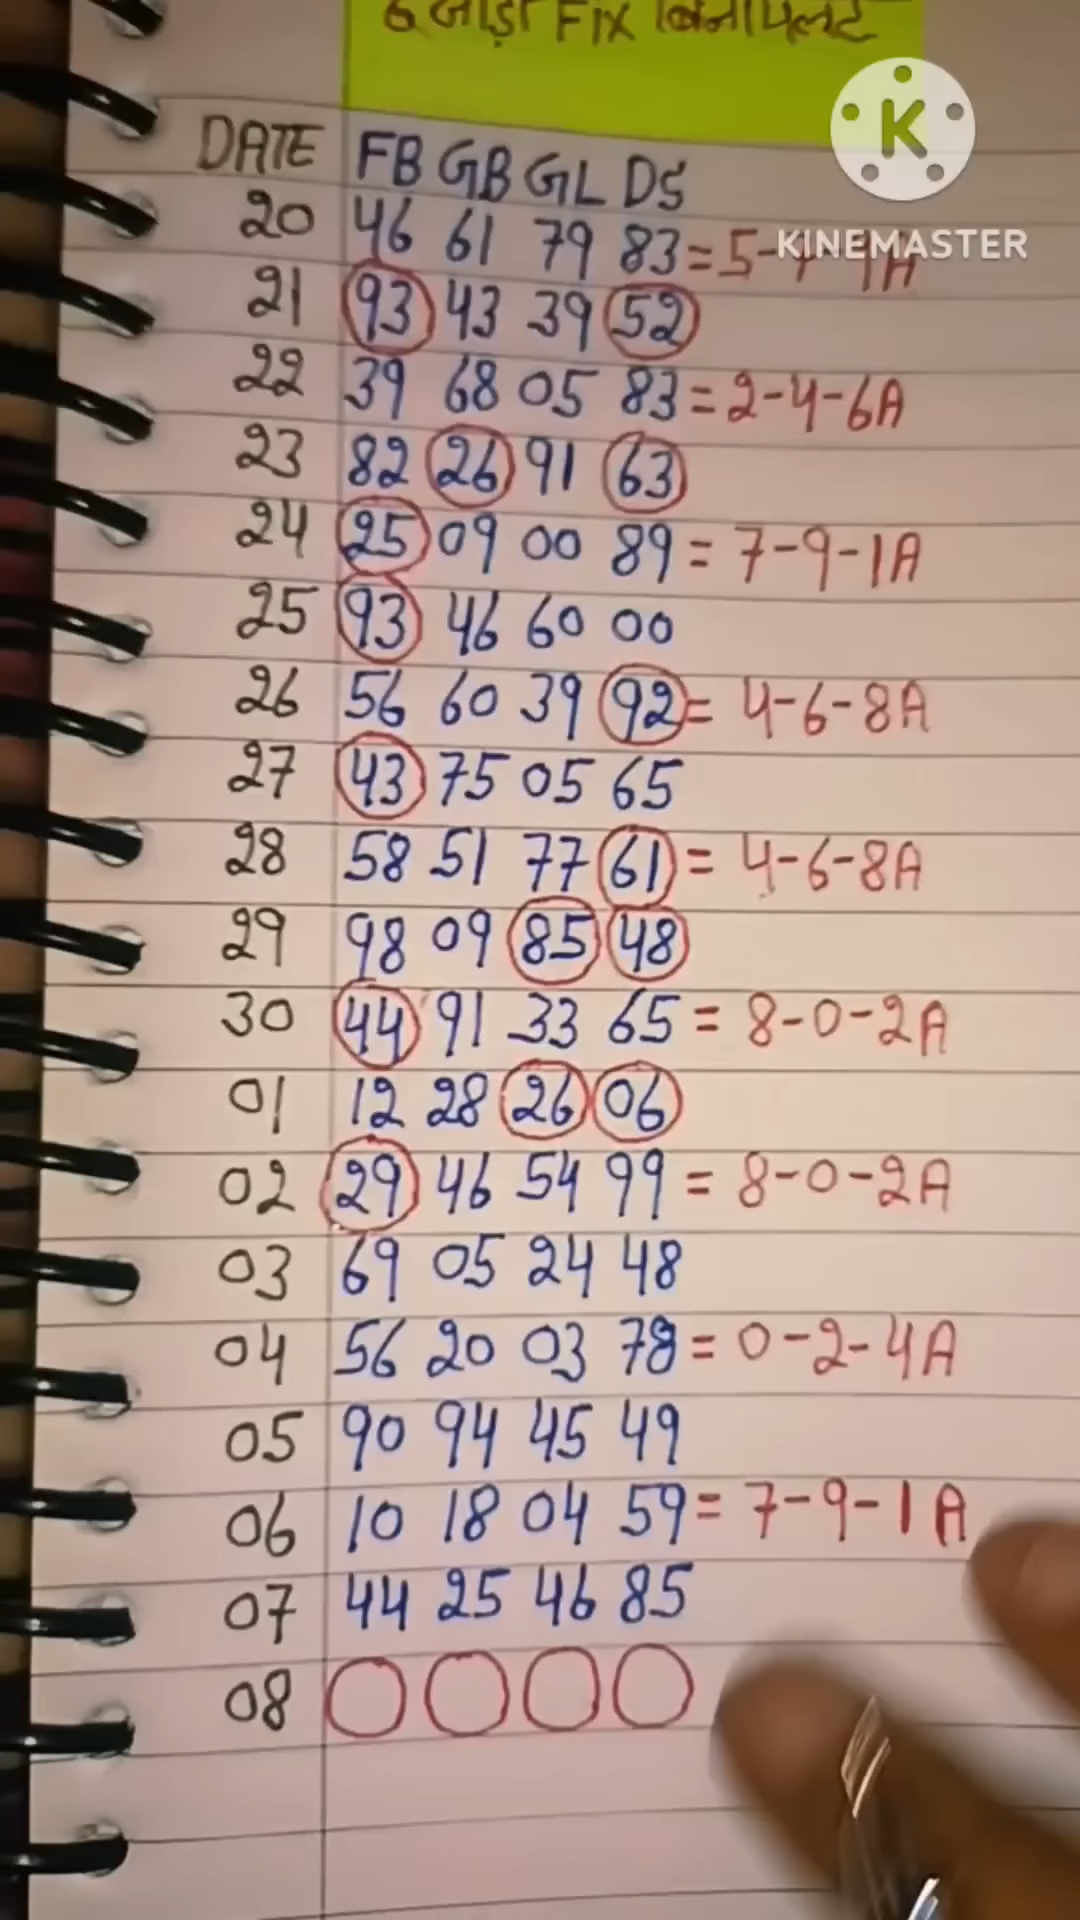 6 जोड़ी Fix बिना पलट
K
KINEMASTER
DATE FB GB GL DS
20 46 61 79 83 = 5-
21 93 43 39 52
22 39 68 05 83 = 2-4-6A
23 82 26 91 63
24 25 09 00 89 = 7-9-1A
25 93 46 60 00
26 56 60 39 92 = 4-6-8A
27 43 75 05 65
28 58 51 77 61 = 4-6-8A
29 98 09 85 48
30 44 91 33 65 = 8-0-2A
01 12 28 26 06
02 29 46 54 99 = 8-0-2A
03 69 05 24 48
04 56 20 03 78 = 0-2-4A
05 90 94 45 49
06 10 18 04 59 = 7-9-1A
07 44 25 46 85
08